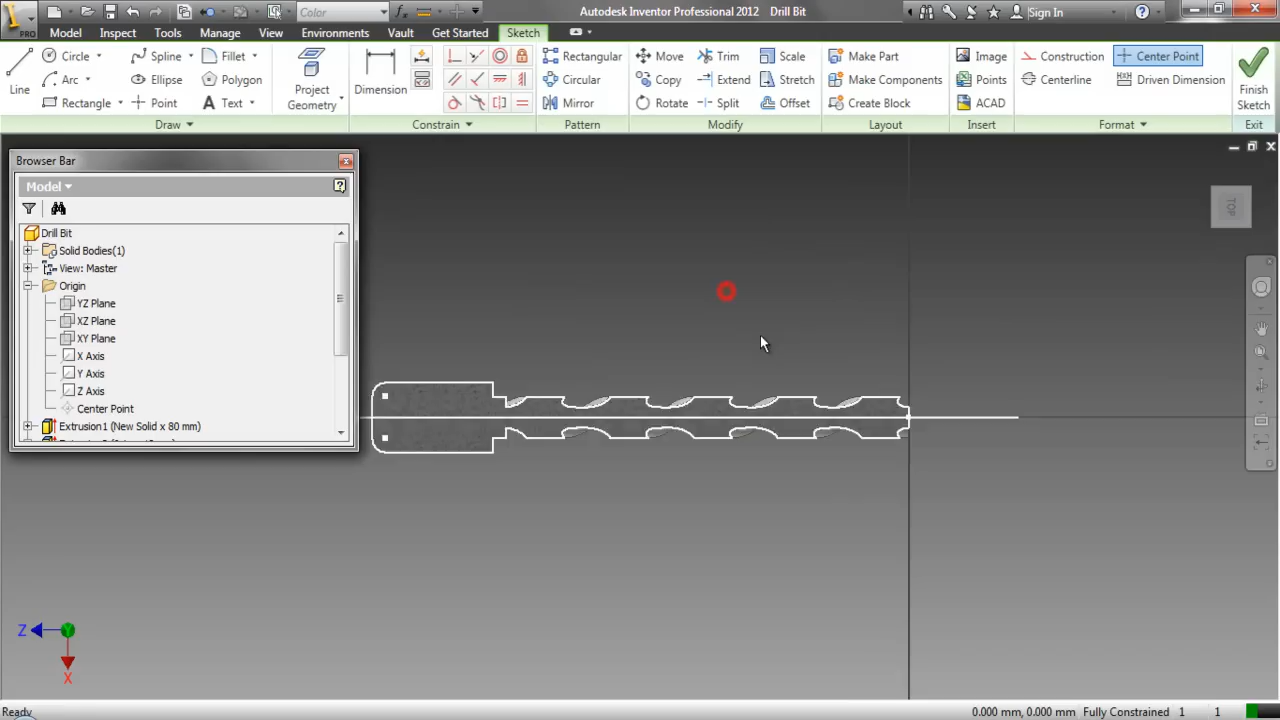 Color
Autodesk Inventor Professional 2012 Drill Bit
Sign In
PRO
Model Inspect Tools Manage View Environments Vault Get Started Sketch
Line
Circle
Arc
Rectangle
Spline
Ellipse
Point
Fillet
Polygon
Text
Project
Geometry
Dimension
Rectangular
Circular
Mirror
Move
Copy
Rotate
Trim
Extend
Split
Scale
Stretch
Offset
Make Part
Make Components
Create Block
Image
Points
ACAD
Construction
Centerline
Center Point
Driven Dimension
Finish
Sketch
Draw
Constrain
Pattern
Modify
Layout
Insert
Format
Exit
Browser Bar
Model
Drill Bit
Solid Bodies(1)
View: Master
Origin
YZ Plane
XZ Plane
XY Plane
X Axis
Y Axis
Z Axis
Center Point
Extrusion1 (New Solid x 80 mm)
TOP
Z
X
Ready
0.000 mm, 0.000 mm Fully Constrained 1 1